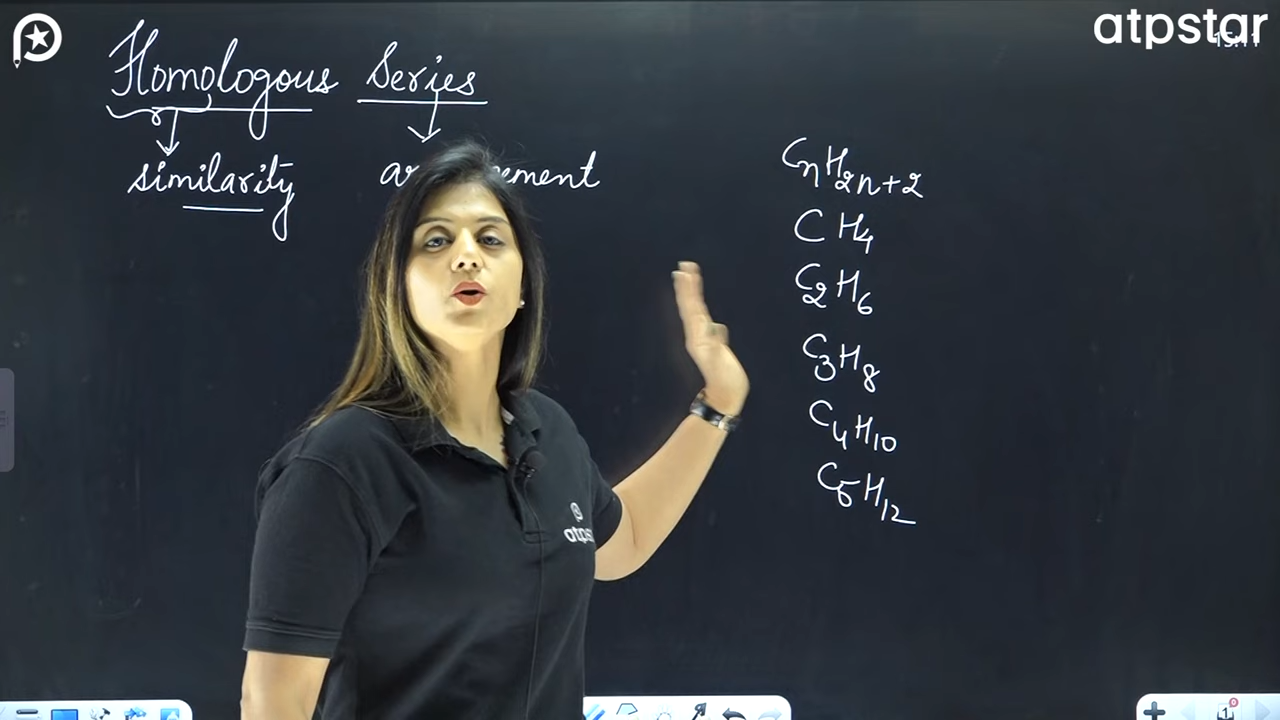 atpstar
Homologous Series
similarity
CnH2n+2
CH4
C2H6
C3H8
C4H10
C5H12